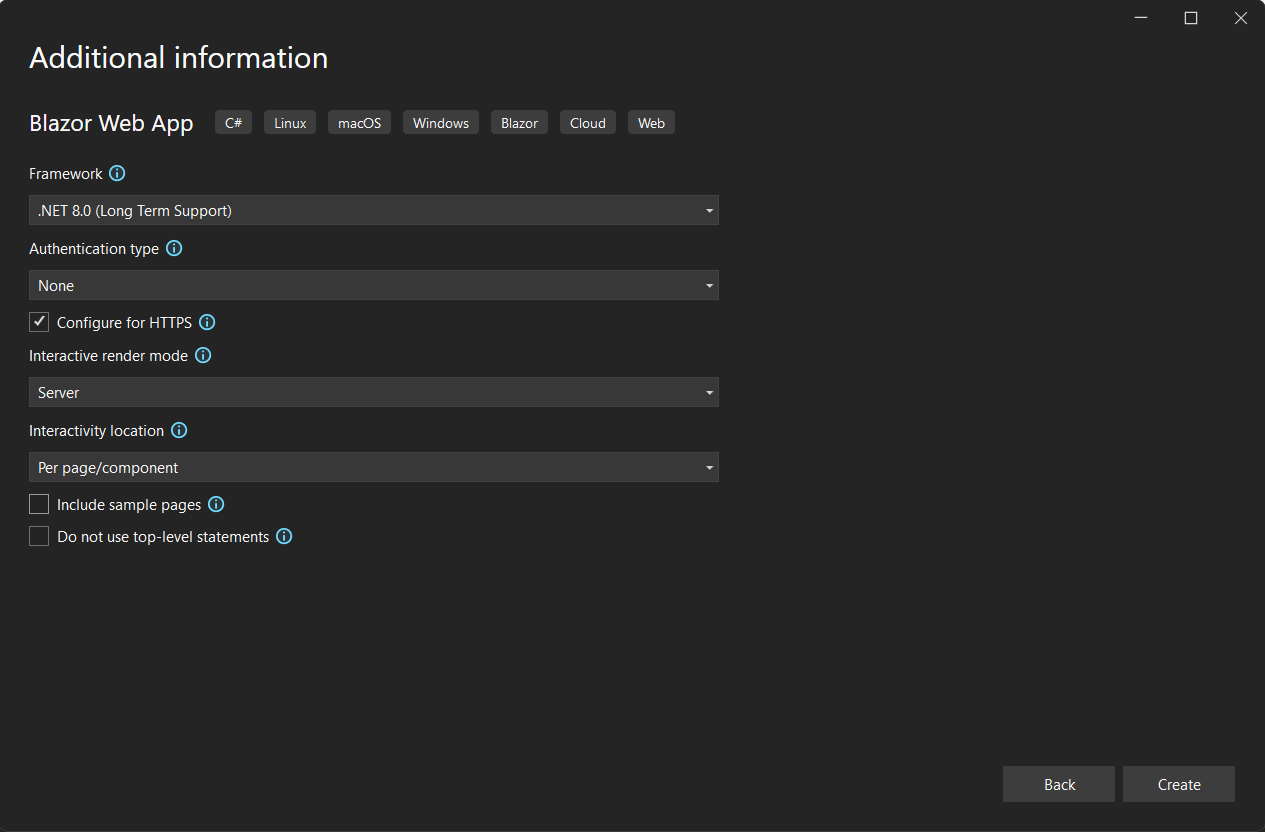 Additional information
Blazor Web App C# Linux macOS Windows Blazor Cloud Web
Framework
.NET 8.0 (Long Term Support)
Authentication type
None
Configure for HTTPS
Interactive render mode
Server
Interactivity location
Per page/component
Include sample pages
Do not use top-level statements
Back Create